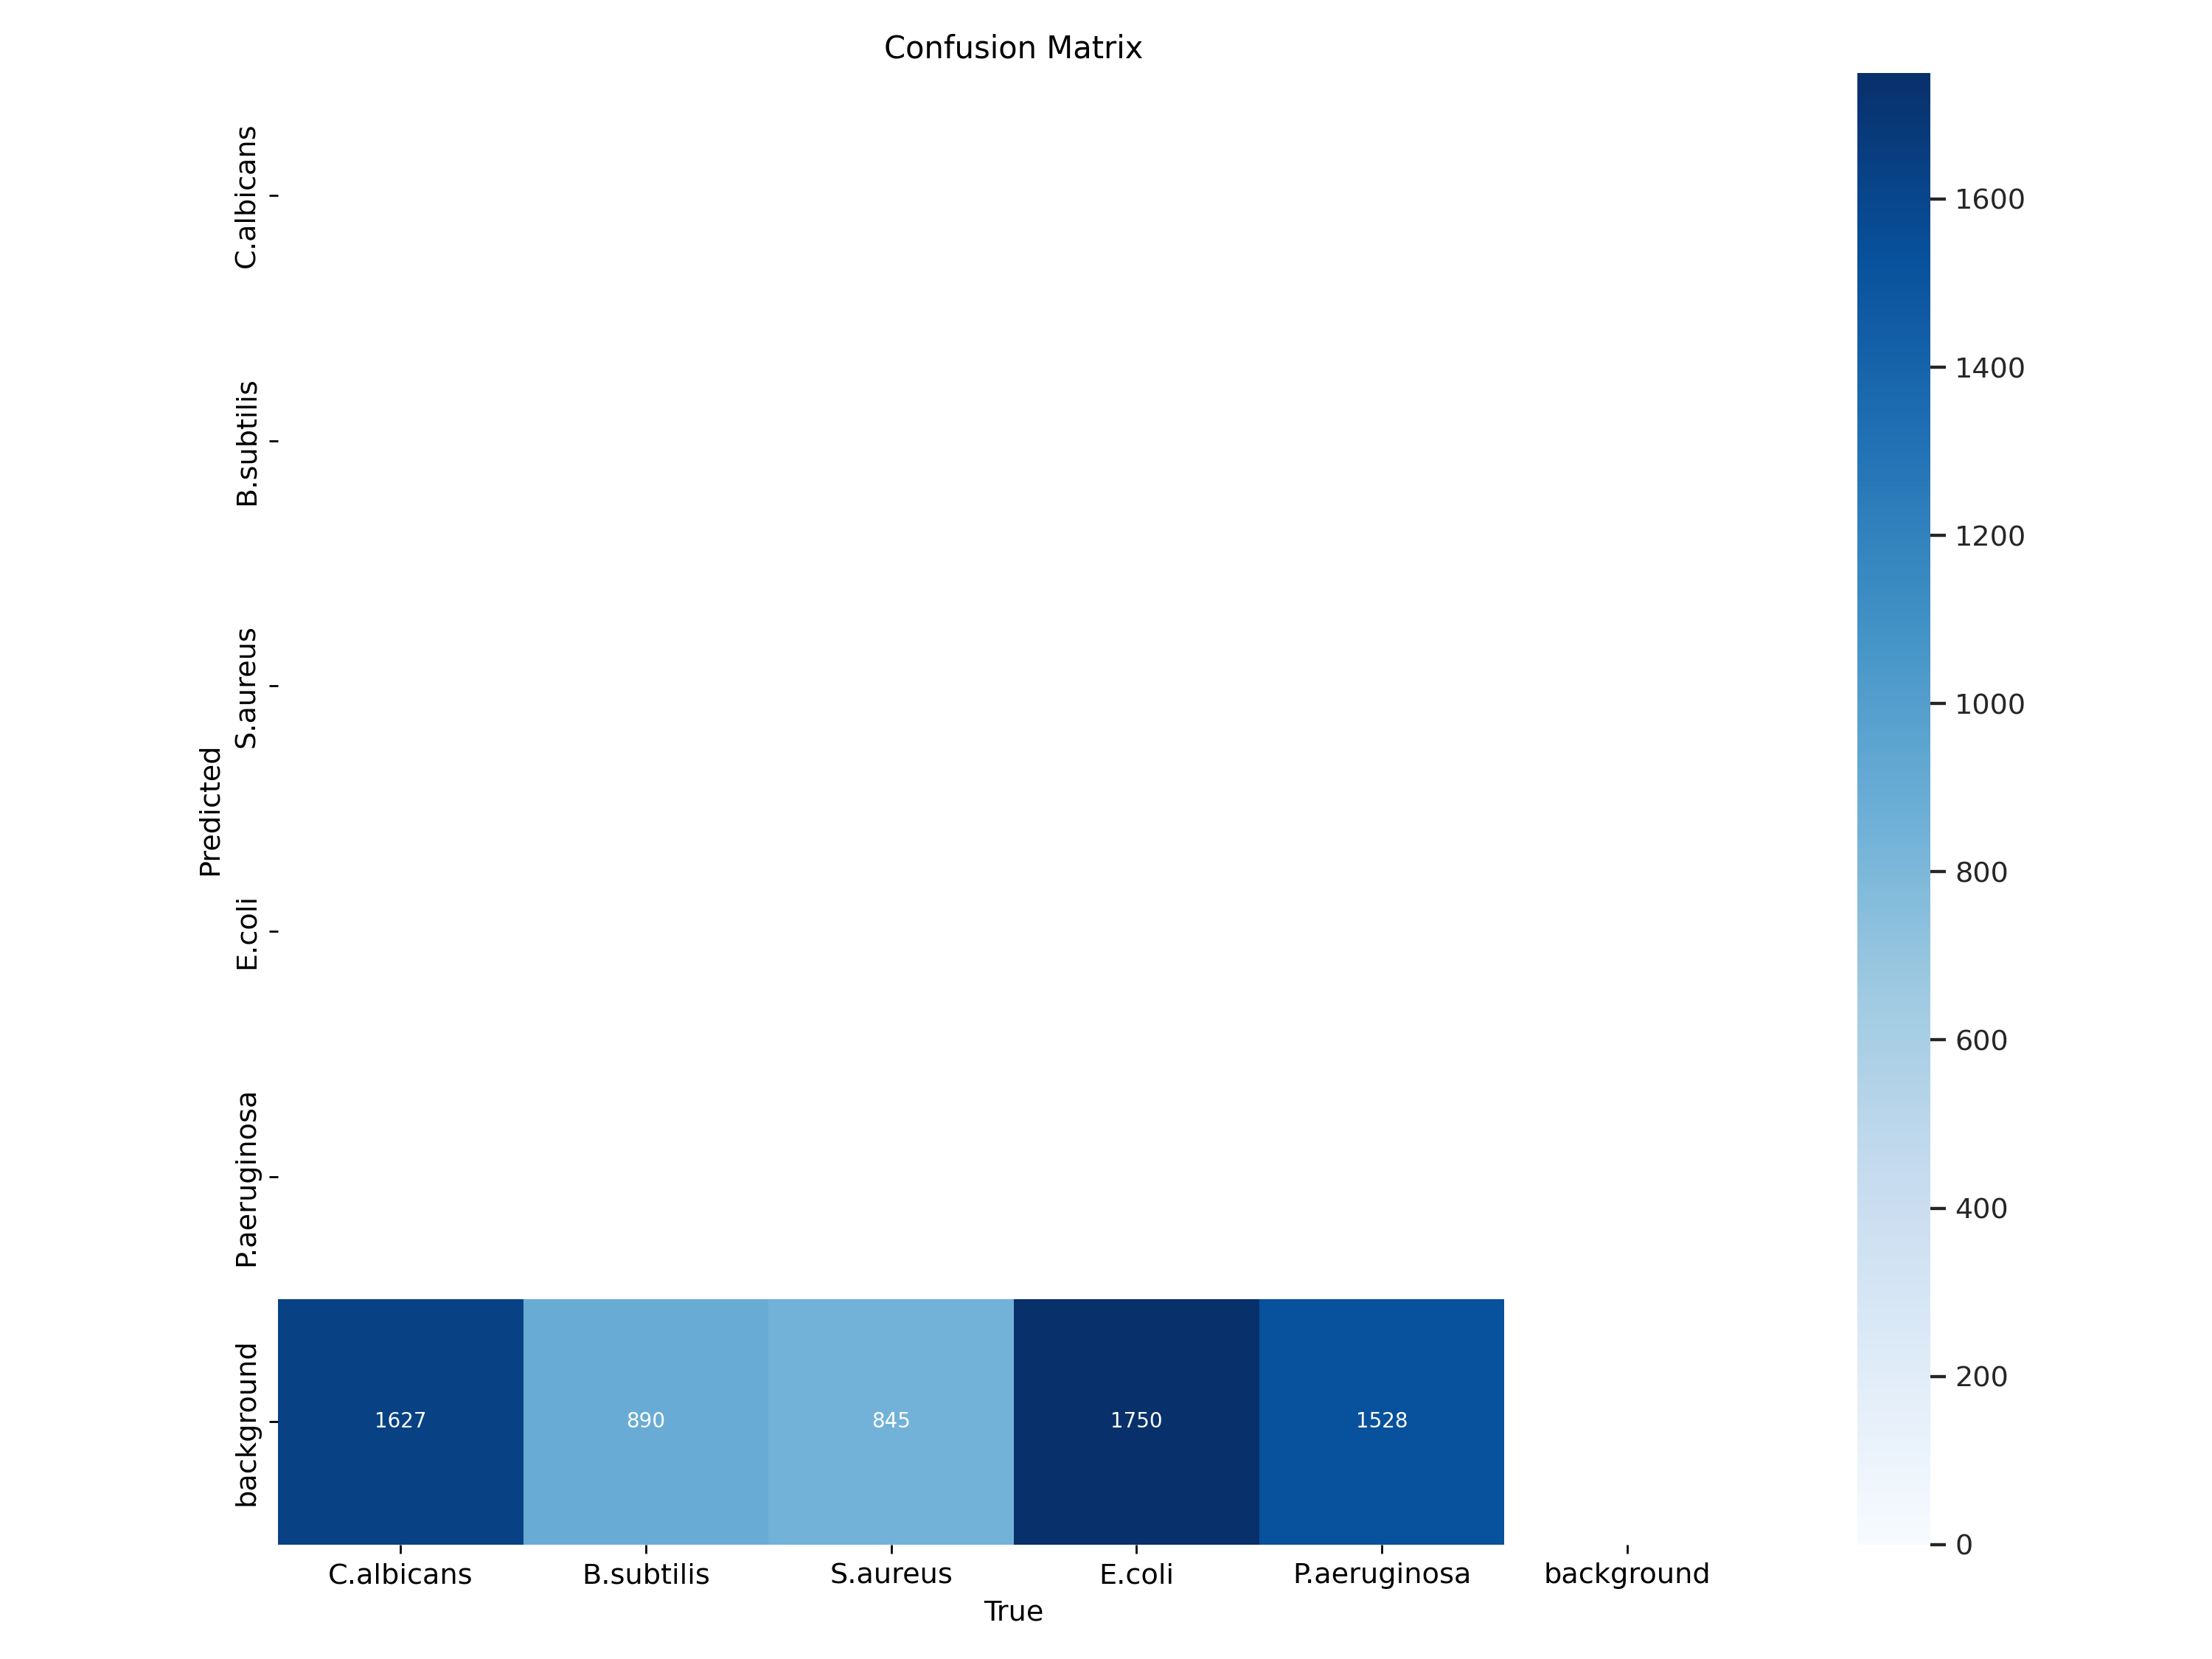 Confusion Matrix
Predicted
C.albicans
B.subtilis
S.aureus
E.coli
P.aeruginosa
background
1627 890 845 1750 1528
C.albicans B.subtilis S.aureus E.coli P.aeruginosa background
True
1600
1400
1200
1000
800
600
400
200
0